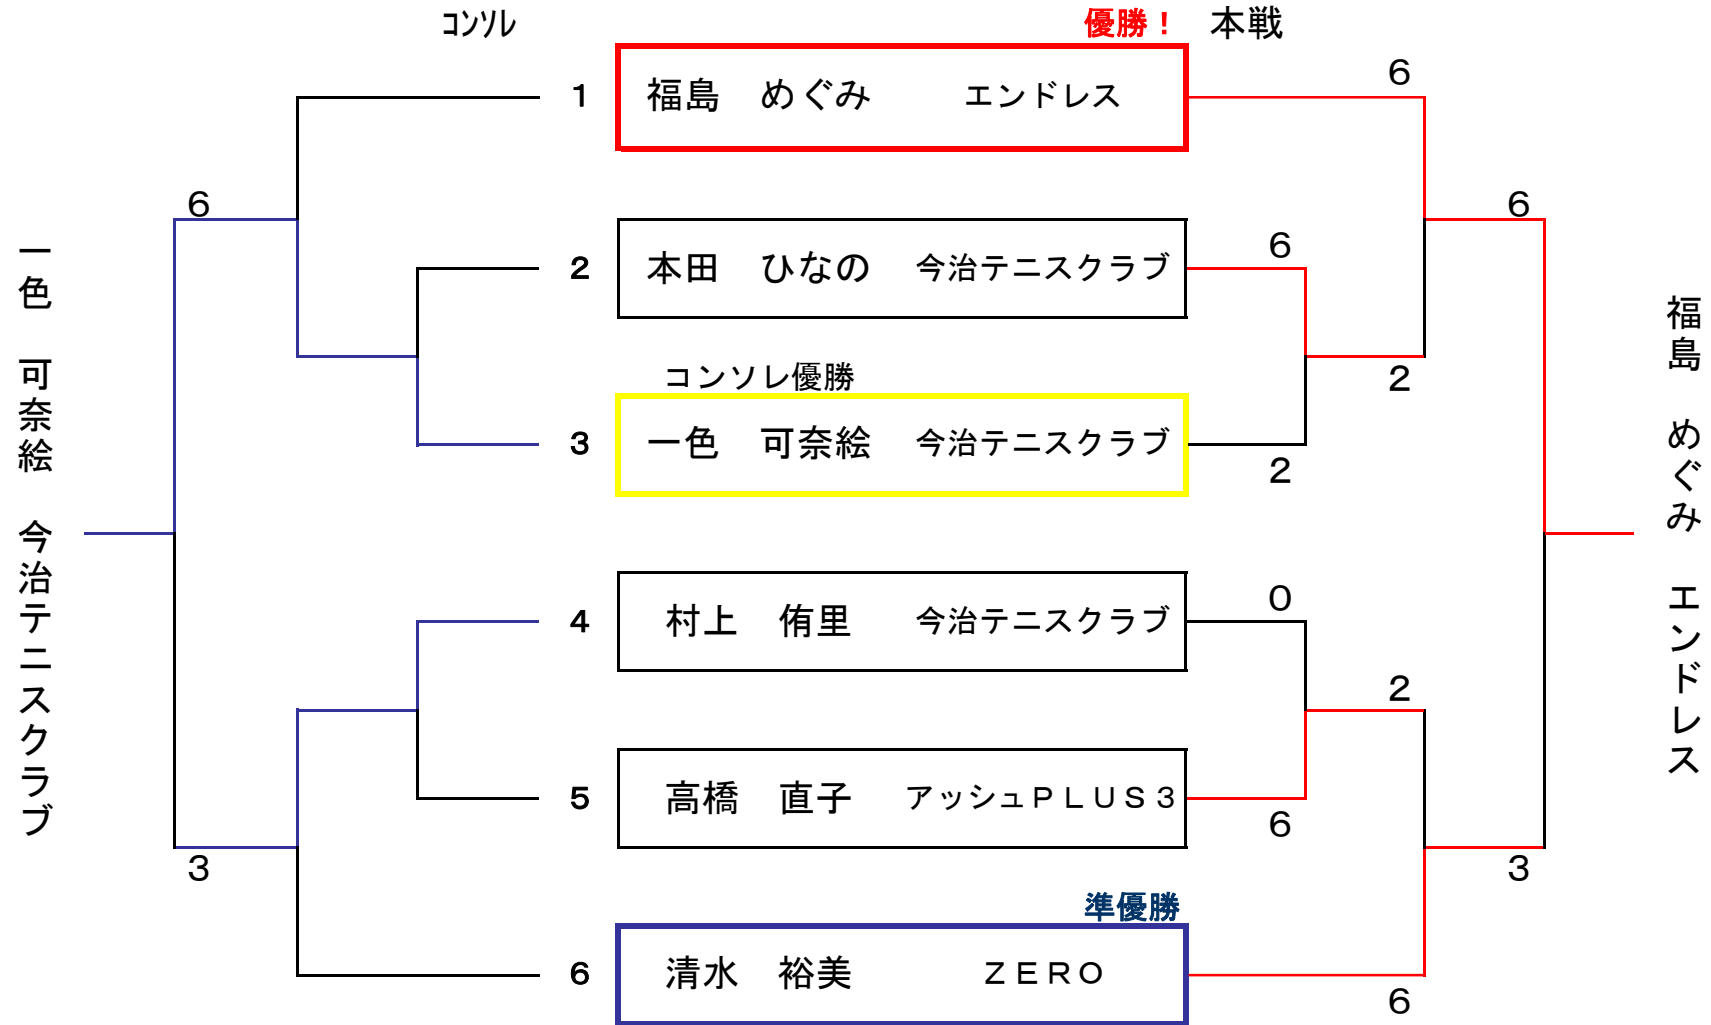 コンソレ 優勝！ 本戦
6
1 福島 めぐみ エンドレス
6 6
6
2 本田 ひなの 今治テニスクラブ
コンソレ優勝
2
3 一色 可奈絵 今治テニスクラブ
2
一色 可奈絵 今治テニスクラブ
福島 めぐみ エンドレス
0
4 村上 侑里 今治テニスクラブ
2
5 高橋 直子 アッシュPLUS3
6
3 3
準優勝
6 清水 裕美 ZERO
6